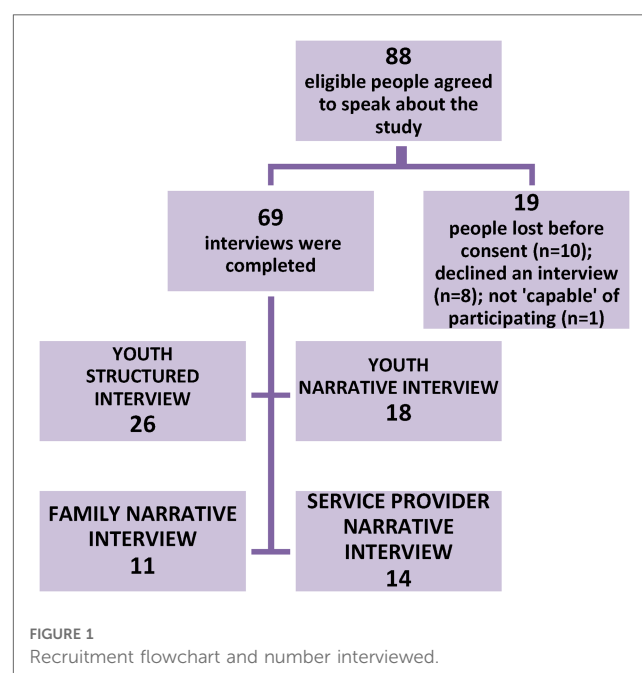 88
eligible people agreed
to speak about the
study
69
interviews were
completed
19
people lost before
consent (n=10);
declined an interview
(n=8); not 'capable' of
participating (n=1)
YOUTH
STRUCTURED
INTERVIEW
26
YOUTH
NARRATIVE INTERVIEW
18
FAMILY NARRATIVE
INTERVIEW
11
SERVICE PROVIDER
NARRATIVE
INTERVIEW
14
FIGURE 1
Recruitment flowchart and number interviewed.